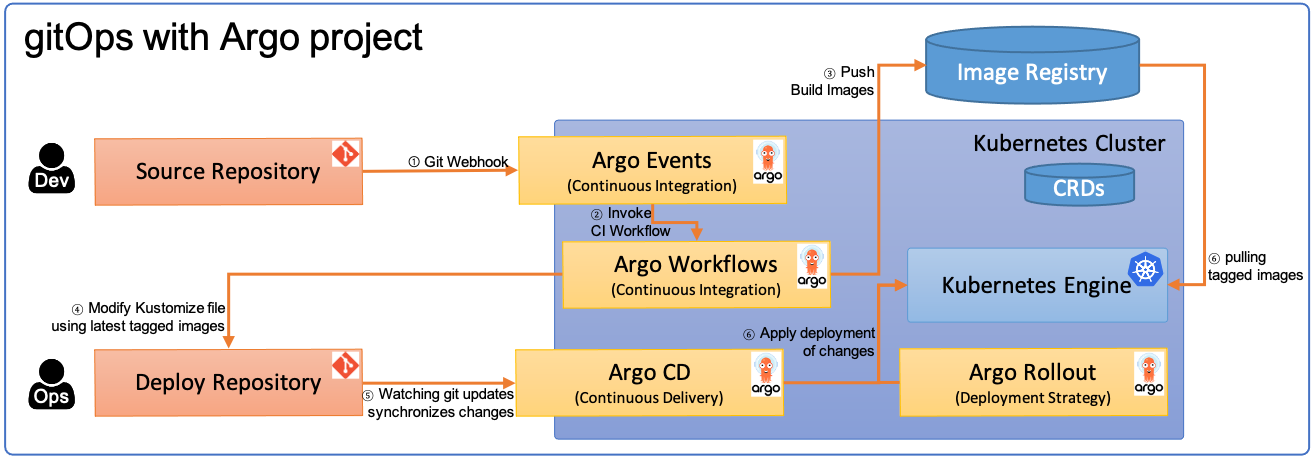 gitOps with Argo project
Image Registry
③ Push
Build Images
Kubernetes Cluster
CRDs
Dev
Source Repository
① Git Webhook
Argo Events
(Continuous Integration)
argo
② Invoke
CI Workflow
Argo Workflows
(Continuous Integration)
argo
Kubernetes Engine
⑥ pulling
tagged images
④ Modify Kustomize file
using latest tagged images
⑥ Apply deployment
of changes
Ops
Deploy Repository
⑤ Watching git updates
synchronizes changes
Argo CD
(Continuous Delivery)
argo
Argo Rollout
(Deployment Strategy)
argo